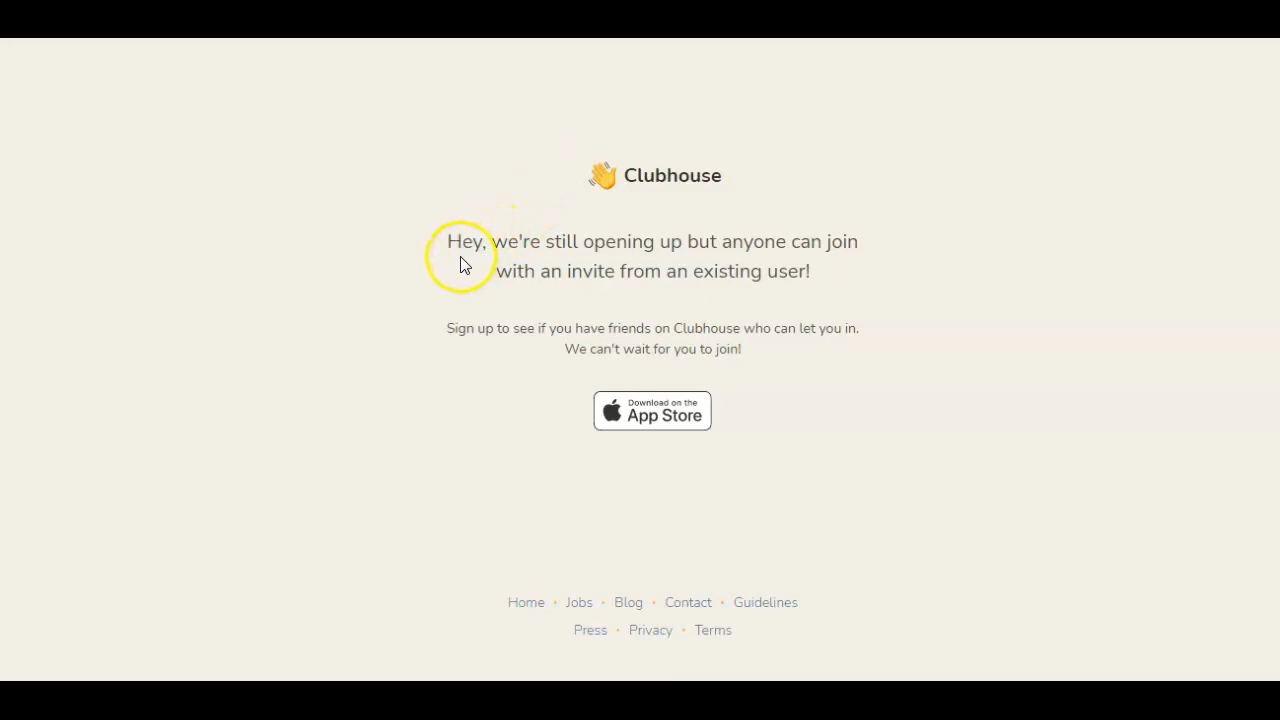 Clubhouse
Hey, we're still opening up but anyone can join
with an invite from an existing user!
Sign up to see if you have friends on Clubhouse who can let you in.
We can't wait for you to join!
Download on the
App Store
Home • Jobs • Blog • Contact • Guidelines
Press • Privacy • Terms